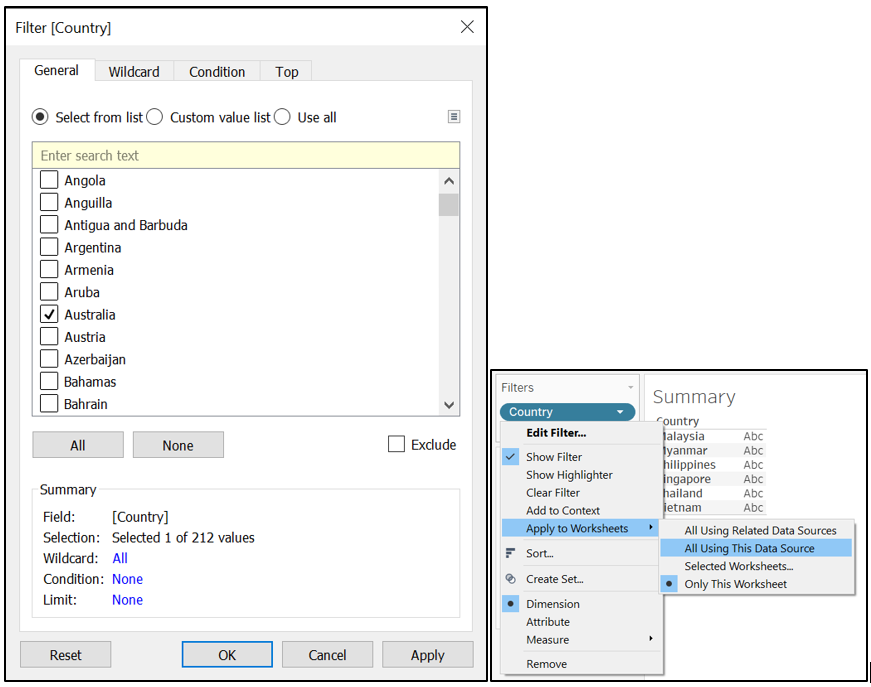 Filter [Country]
General Wildcard Condition Top
Select from list Custom value list Use all
Enter search text
Angola
Anguilla
Antigua and Barbuda
Argentina
Armenia
Aruba
Australia
Austria
Azerbaijan
Bahamas
Bahrain
All None Exclude
Summary
Field: [Country]
Selection: Selected 1 of 212 values
Wildcard: All
Condition: None
Limit: None
Reset OK Cancel Apply
Filters
Country
Edit Filter...
Show Filter
Show Highlighter
Clear Filter
Add to Context
Apply to Worksheets
Sort...
Create Set...
Dimension
Attribute
Measure
Remove
Summary
Country
alaysia Abc
yanmar Abc
hilippines Abc
ingapore Abc
hailand Abc
ietnam Abc
All Using Related Data Sources
All Using This Data Source
Selected Worksheets...
Only This Worksheet